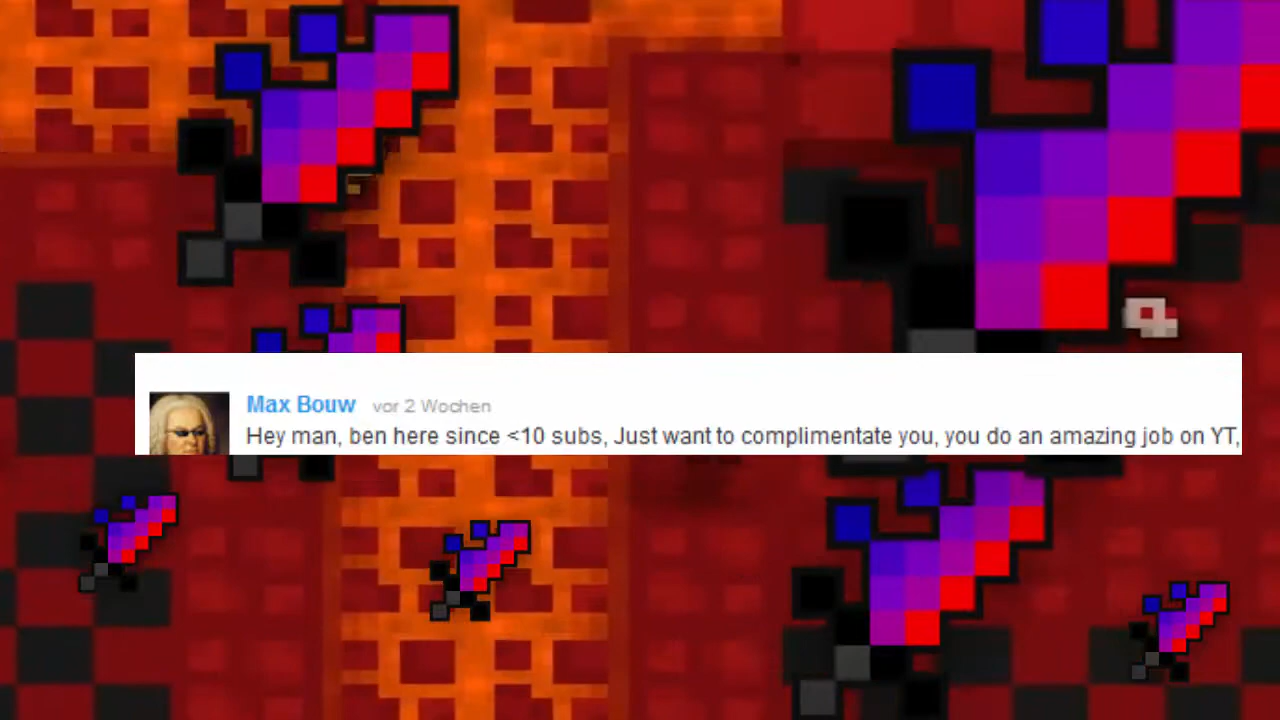 Max Bouw vor 2 Wochen
Hey man, ben here since <10 subs, Just want to complimentate you, you do an amazing job on YT,